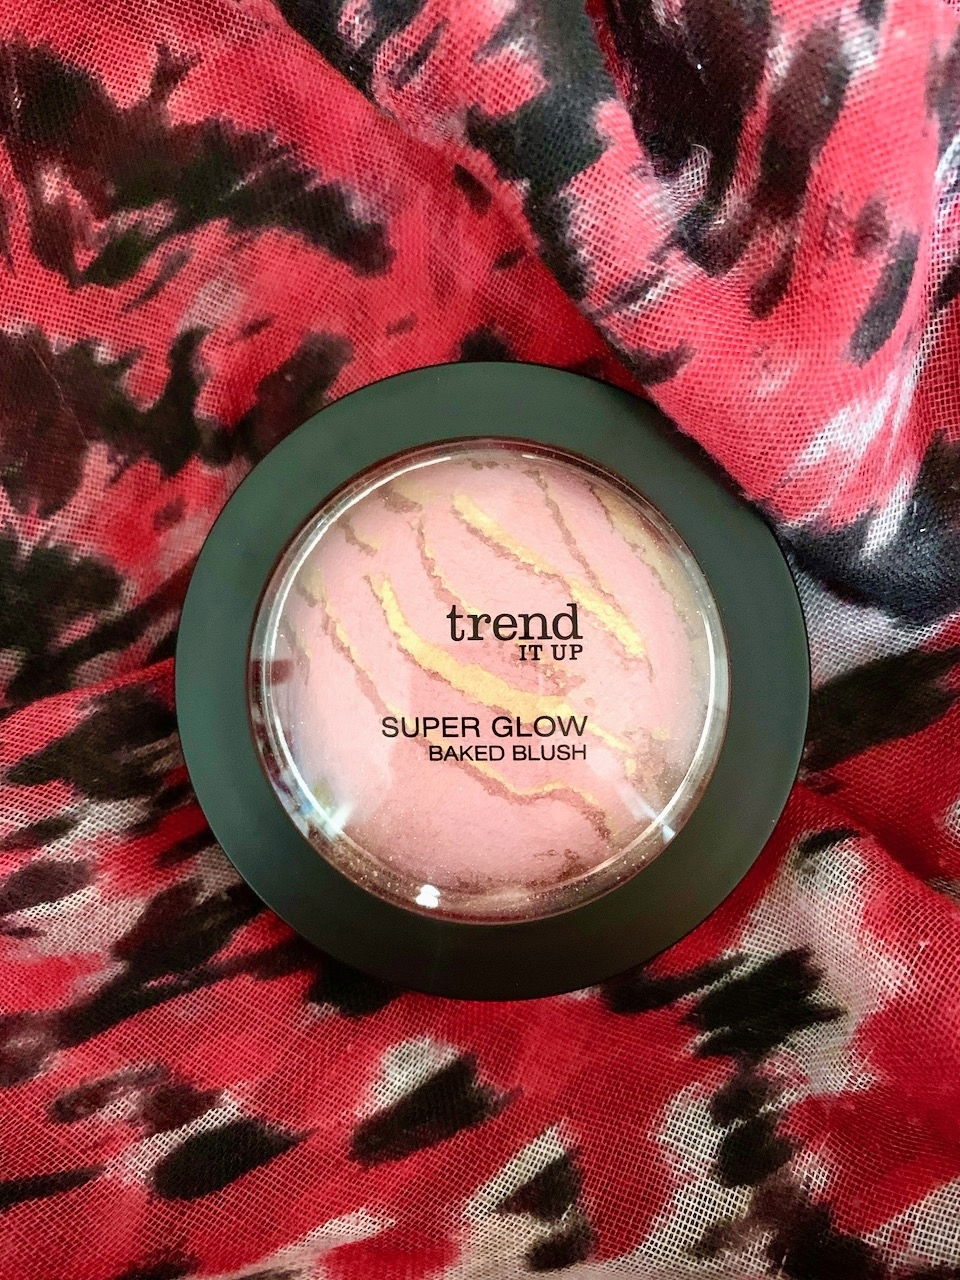 trend
IT UP
SUPER GLOW
BAKED BLUSH